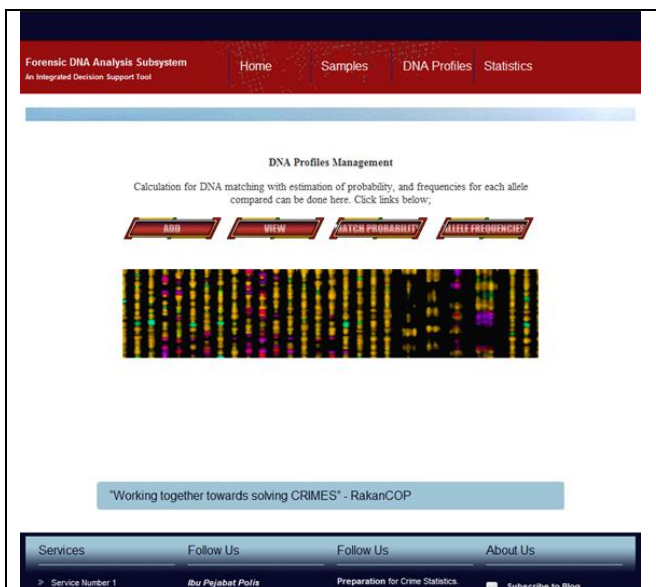 Forensic DNA Analysis Subsystem
An Integrated Decision Support Tool
Home Samples DNA Profiles Statistics
DNA Profiles Management
Calculation for DNA matching with estimation of probability, and frequencies for each allele
compared can be done here. Click links below;
ADD VIEW MATCH PROBABILITY ALLELE FREQUENCIES
"Working together towards solving CRIMES" - RakanCOP
Services Follow Us Follow Us About Us
» Service Number 1 Ibu Pejabat Polis Preparation for Crime Statistics. Subscribe to Blog